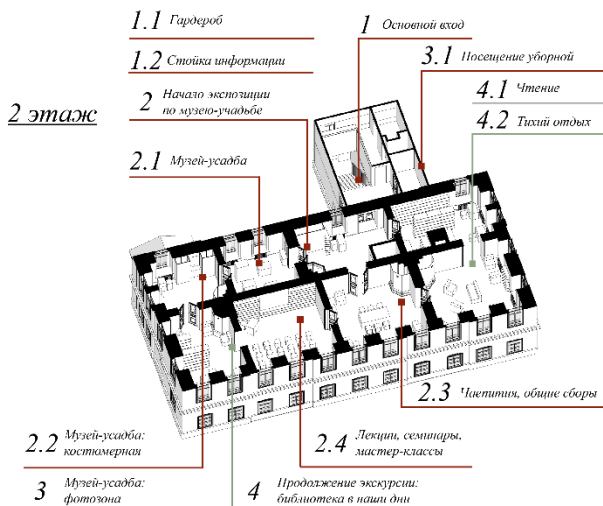 1.1 Гардероб
1 Основной вход
1.2 Стойка информации
3.1 Посещение уборной
2 Начало экспозиции
по музею-учадьбе
4.1 Чтение
2 этаж
4.2 Тихий отдых
2.1 Музей-усадьба
2.3 Чаепития, общие сборы
2.2 Музей-усадьба:
костюмерная
2.4 Лекции, семинары,
мастер-классы
3 Музей-усадьба:
фотозона
4 Продолжение экскурсии:
библиотека в наши дни